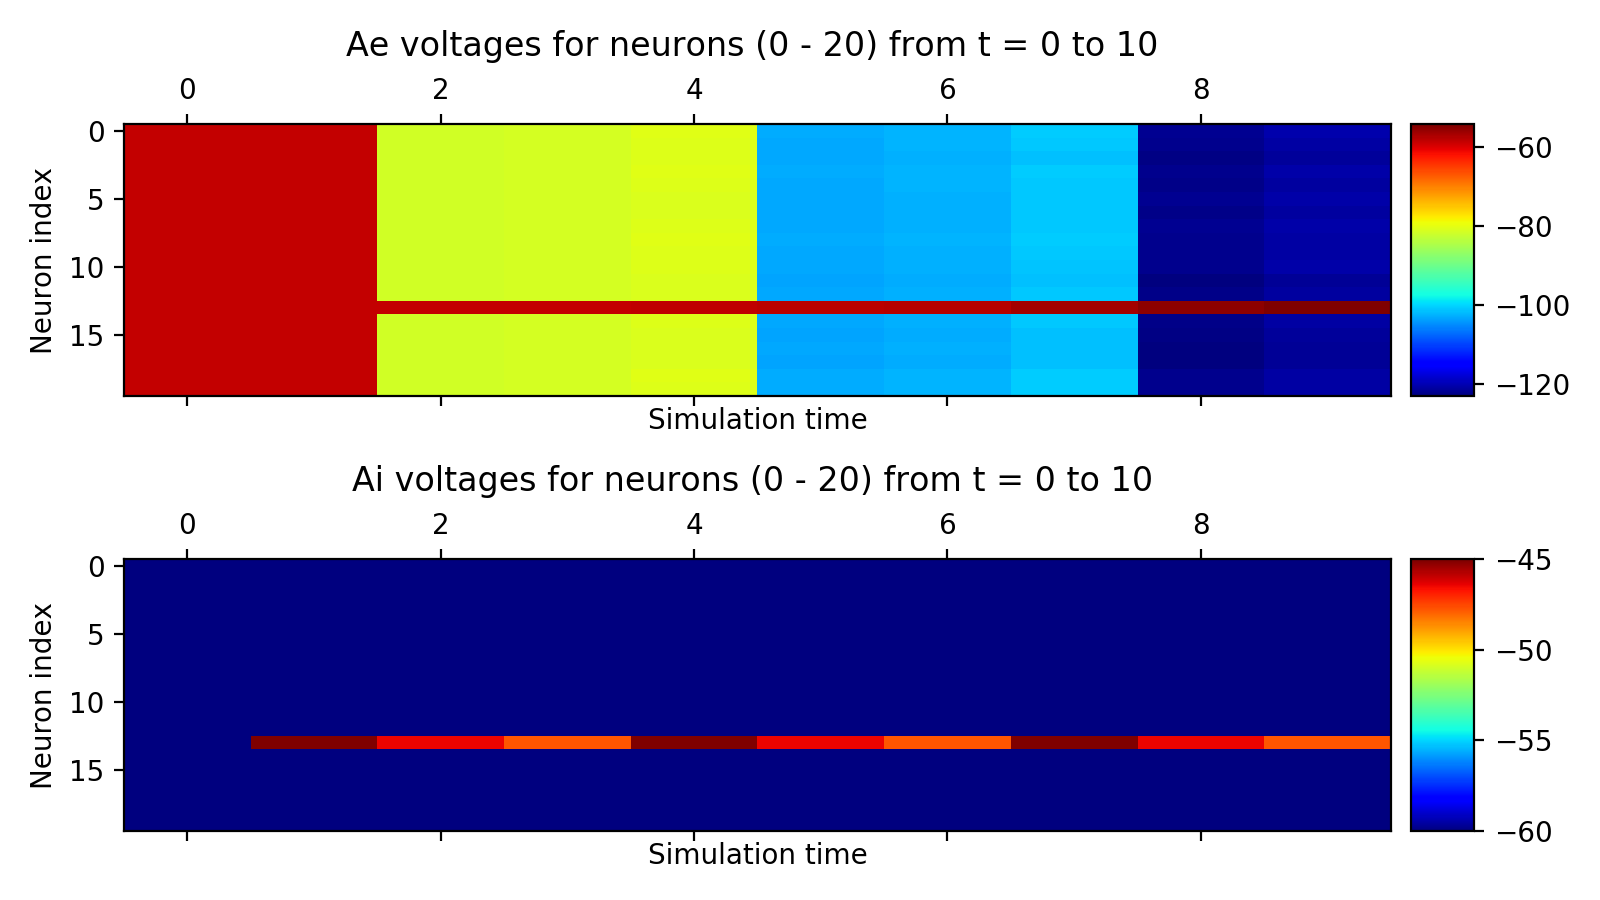 Ae voltages for neurons (0 - 20) from t = 0 to 10
0 2 4 6 8
Neuron index
0
5
10
15
−60
−80
−100
−120
Simulation time
Ai voltages for neurons (0 - 20) from t = 0 to 10
0 2 4 6 8
Neuron index
0
5
10
15
−45
−50
−55
−60
Simulation time